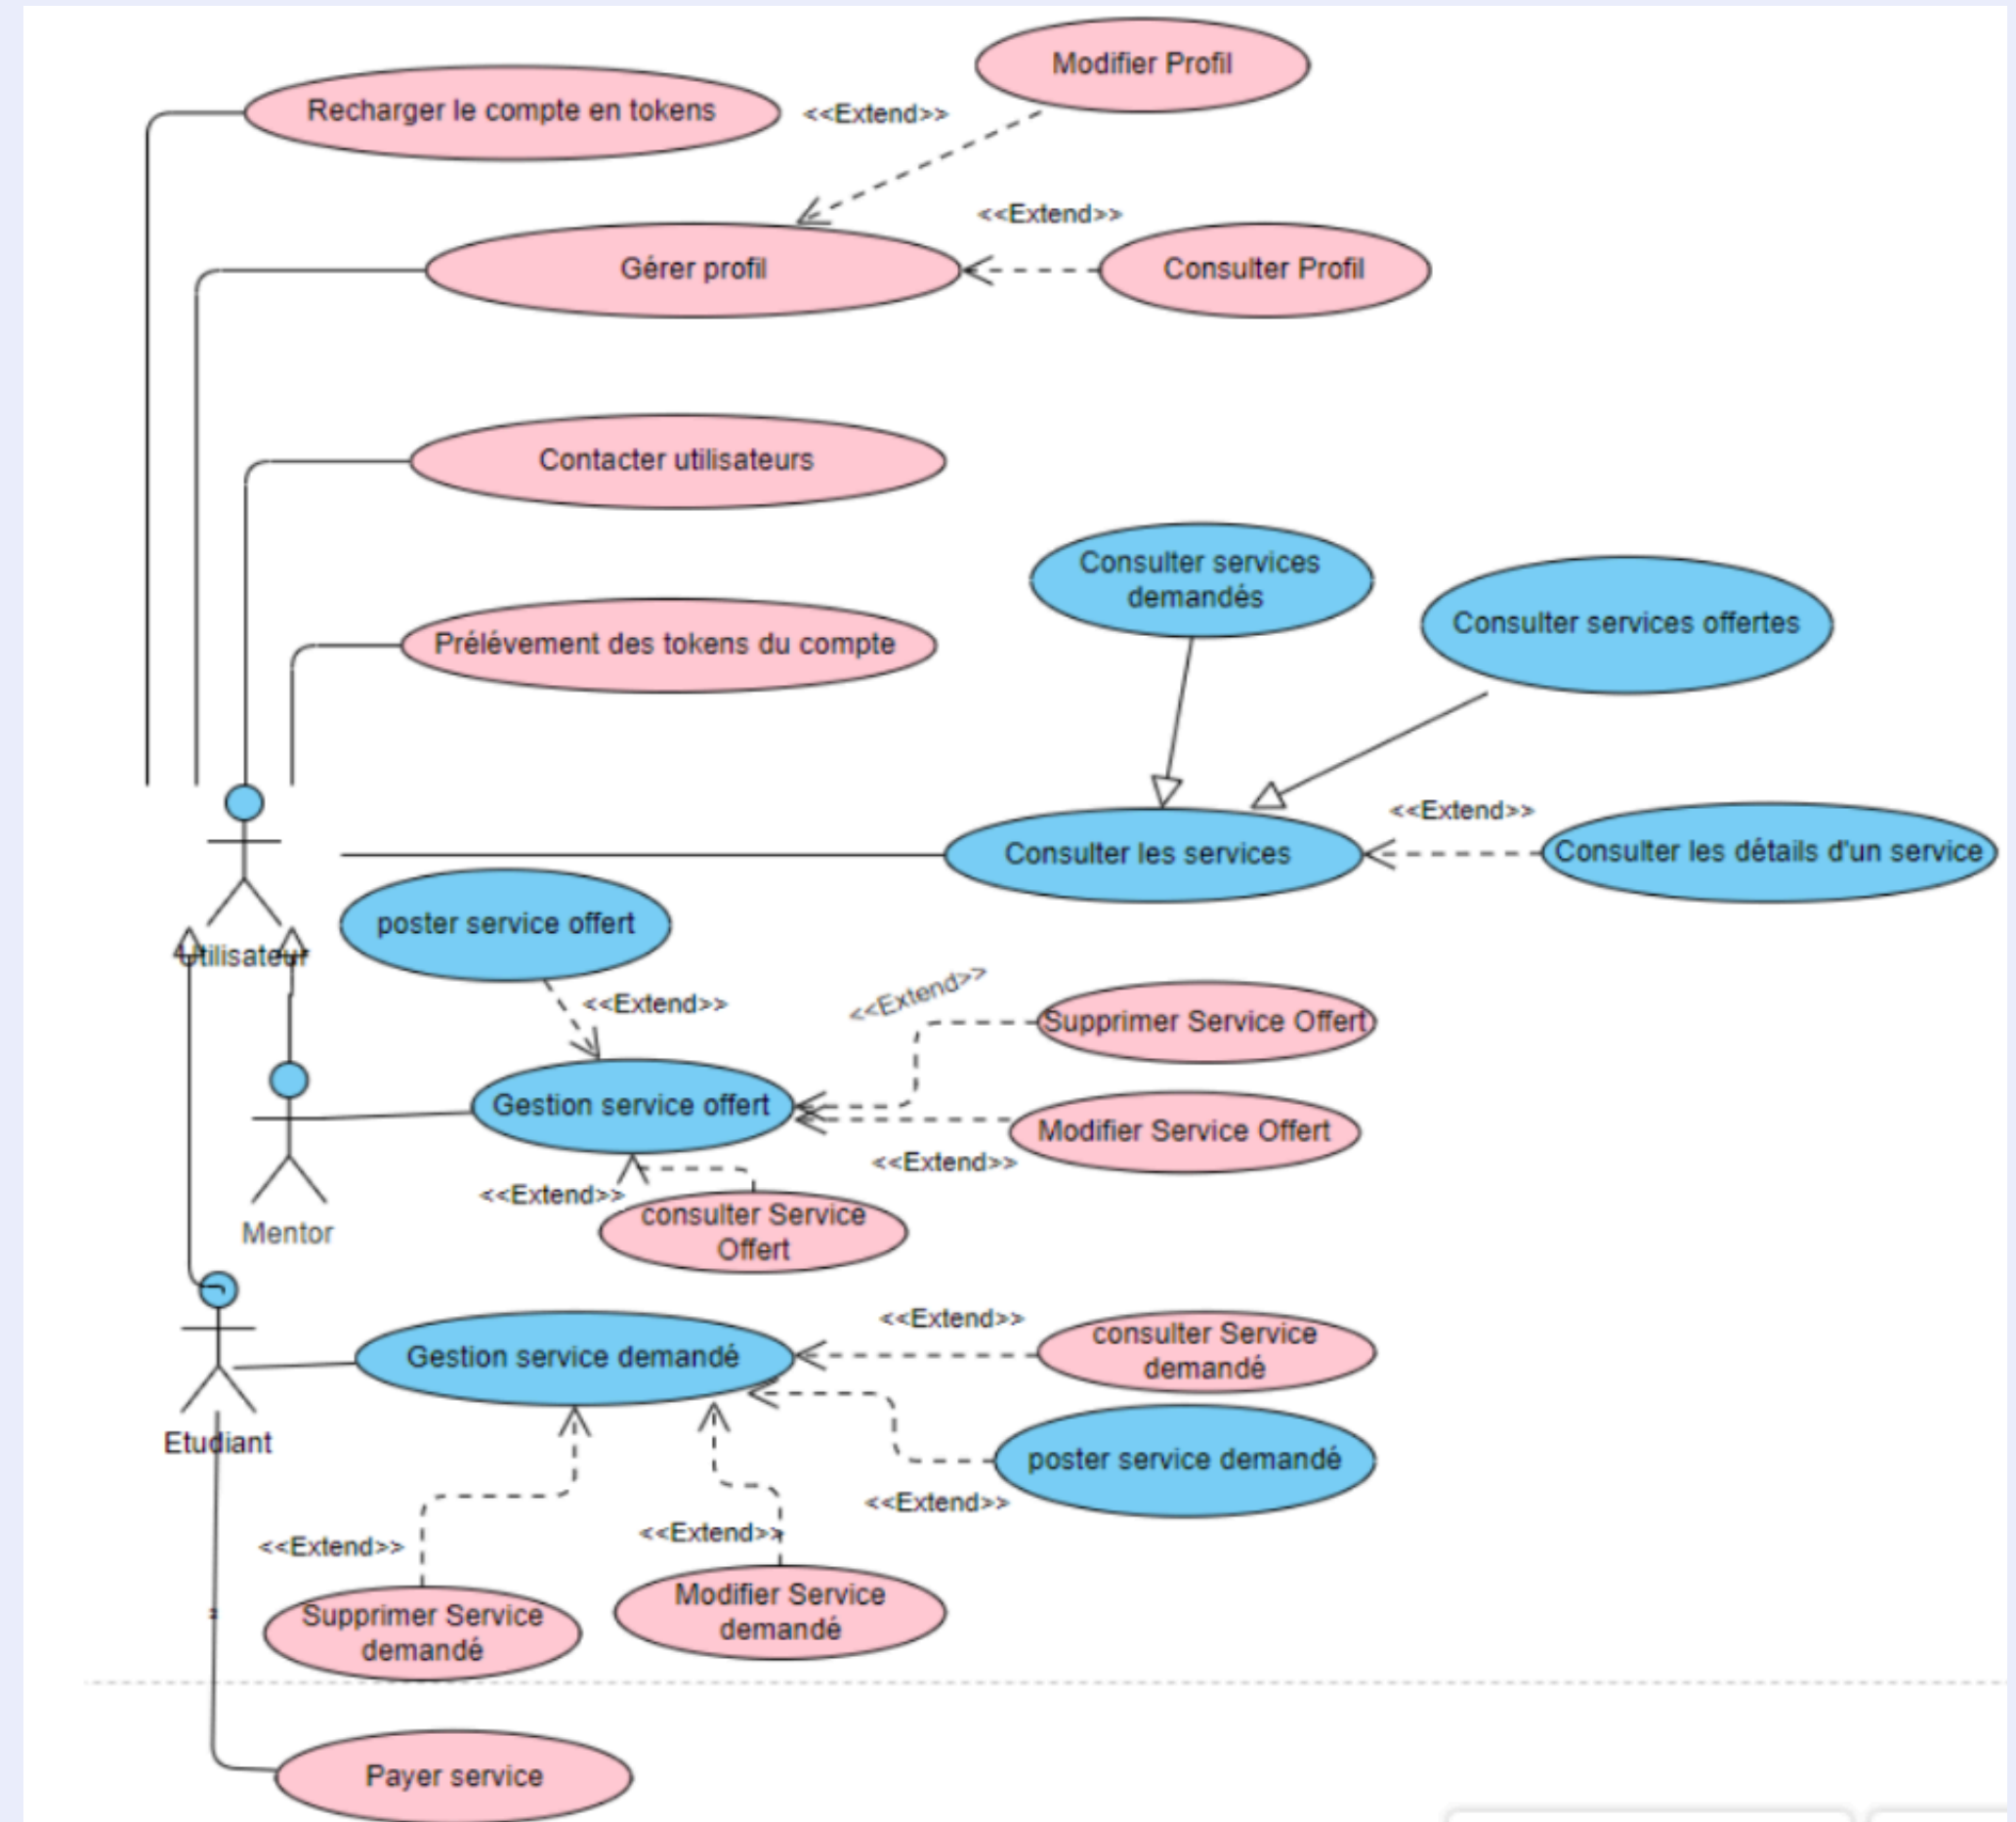 Modifier Profil
Recharger le compte en tokens
<<Extend>>
<<Extend>>
Gérer profil
Consulter Profil
Contacter utilisateurs
Consulter services
demandés
Consulter services offertes
Prélévement des tokens du compte
<<Extend>>
Consulter les services
Consulter les détails d'un service
poster service offert
Utilisateur
<<Extend>>
<<Extend>>
Supprimer Service Offert
Gestion service offert
Modifier Service Offert
<<Extend>>
<<Extend>>
consulter Service
Offert
Mentor
<<Extend>>
consulter Service
demandé
Gestion service demandé
Etudiant
poster service demandé
<<Extend>>
<<Extend>>
<<Extend>>
Modifier Service
demandé
Supprimer Service
demandé
Payer service